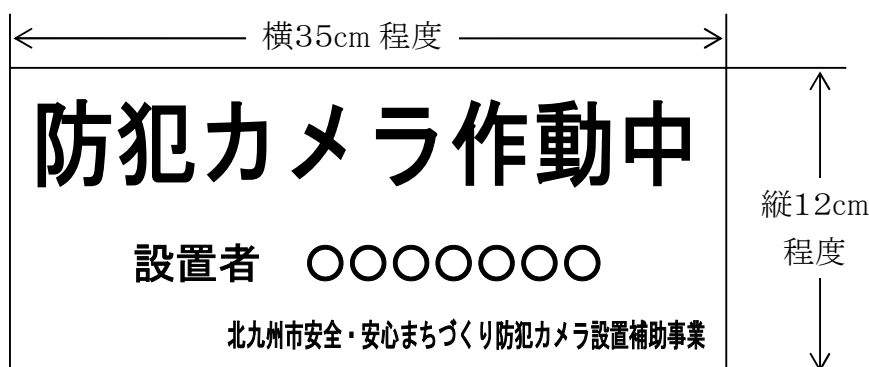 横35cm程度
防犯カメラ作動中
縦12cm
程度
設置者　○○○○○○○
北九州市安全・安心まちづくり防犯カメラ設置補助事業